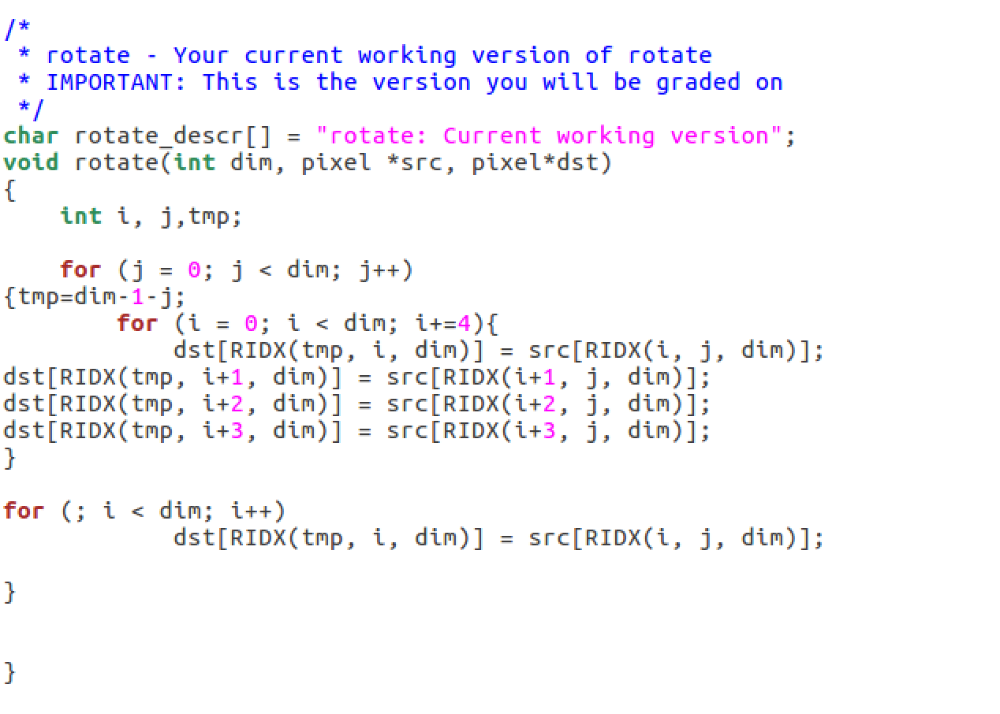 /*
 * rotate - Your current working version of rotate
 * IMPORTANT: This is the version you will be graded on
 */
char rotate_descr[] = "rotate: Current working version";
void rotate(int dim, pixel *src, pixel*dst)
{
    int i, j,tmp;
    for (j = 0; j < dim; j++)
{tmp=dim-1-j;
        for (i = 0; i < dim; i+=4){
            dst[RIDX(tmp, i, dim)] = src[RIDX(i, j, dim)];
dst[RIDX(tmp, i+1, dim)] = src[RIDX(i+1, j, dim)];
dst[RIDX(tmp, i+2, dim)] = src[RIDX(i+2, j, dim)];
dst[RIDX(tmp, i+3, dim)] = src[RIDX(i+3, j, dim)];
}
for (; i < dim; i++)
            dst[RIDX(tmp, i, dim)] = src[RIDX(i, j, dim)];
}
}